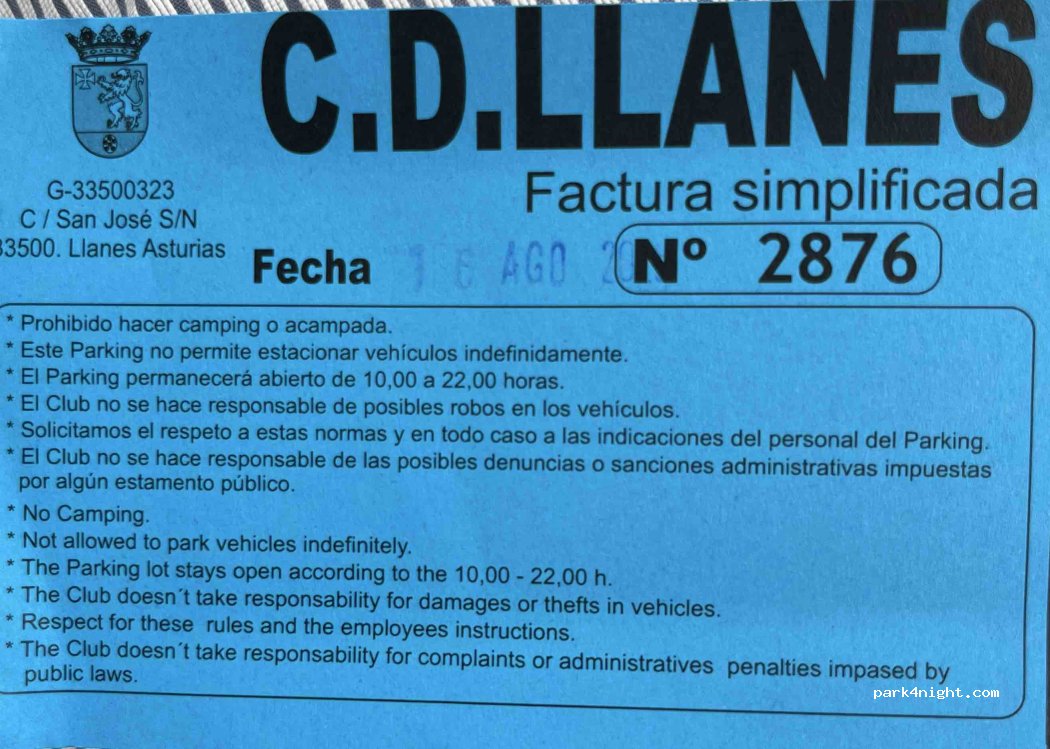 C.D.LLANES
Factura simplificada
G-33500323
C / San José S/N
33500. Llanes Asturias
Fecha 16 AGO
Nº 2876
* Prohibido hacer camping o acampada.
* Este Parking no permite estacionar vehículos indefinidamente.
* El Parking permanecerá abierto de 10,00 a 22,00 horas.
* El Club no se hace responsable de posibles robos en los vehículos.
* Solicitamos el respeto a estas normas y en todo caso a las indicaciones del personal del Parking.
* El Club no se hace responsable de las posibles denuncias o sanciones administrativas impuestas
por algún estamento público.
* No Camping.
* Not allowed to park vehicles indefinitely.
* The Parking lot stays open according to the 10,00 - 22,00 h.
* The Club doesn´t take responsability for damages or thefts in vehicles.
* Respect for these rules and the employees instructions.
* The Club doesn´t take responsability for complaints or administratives penalties impased by
public laws.
park4night.com